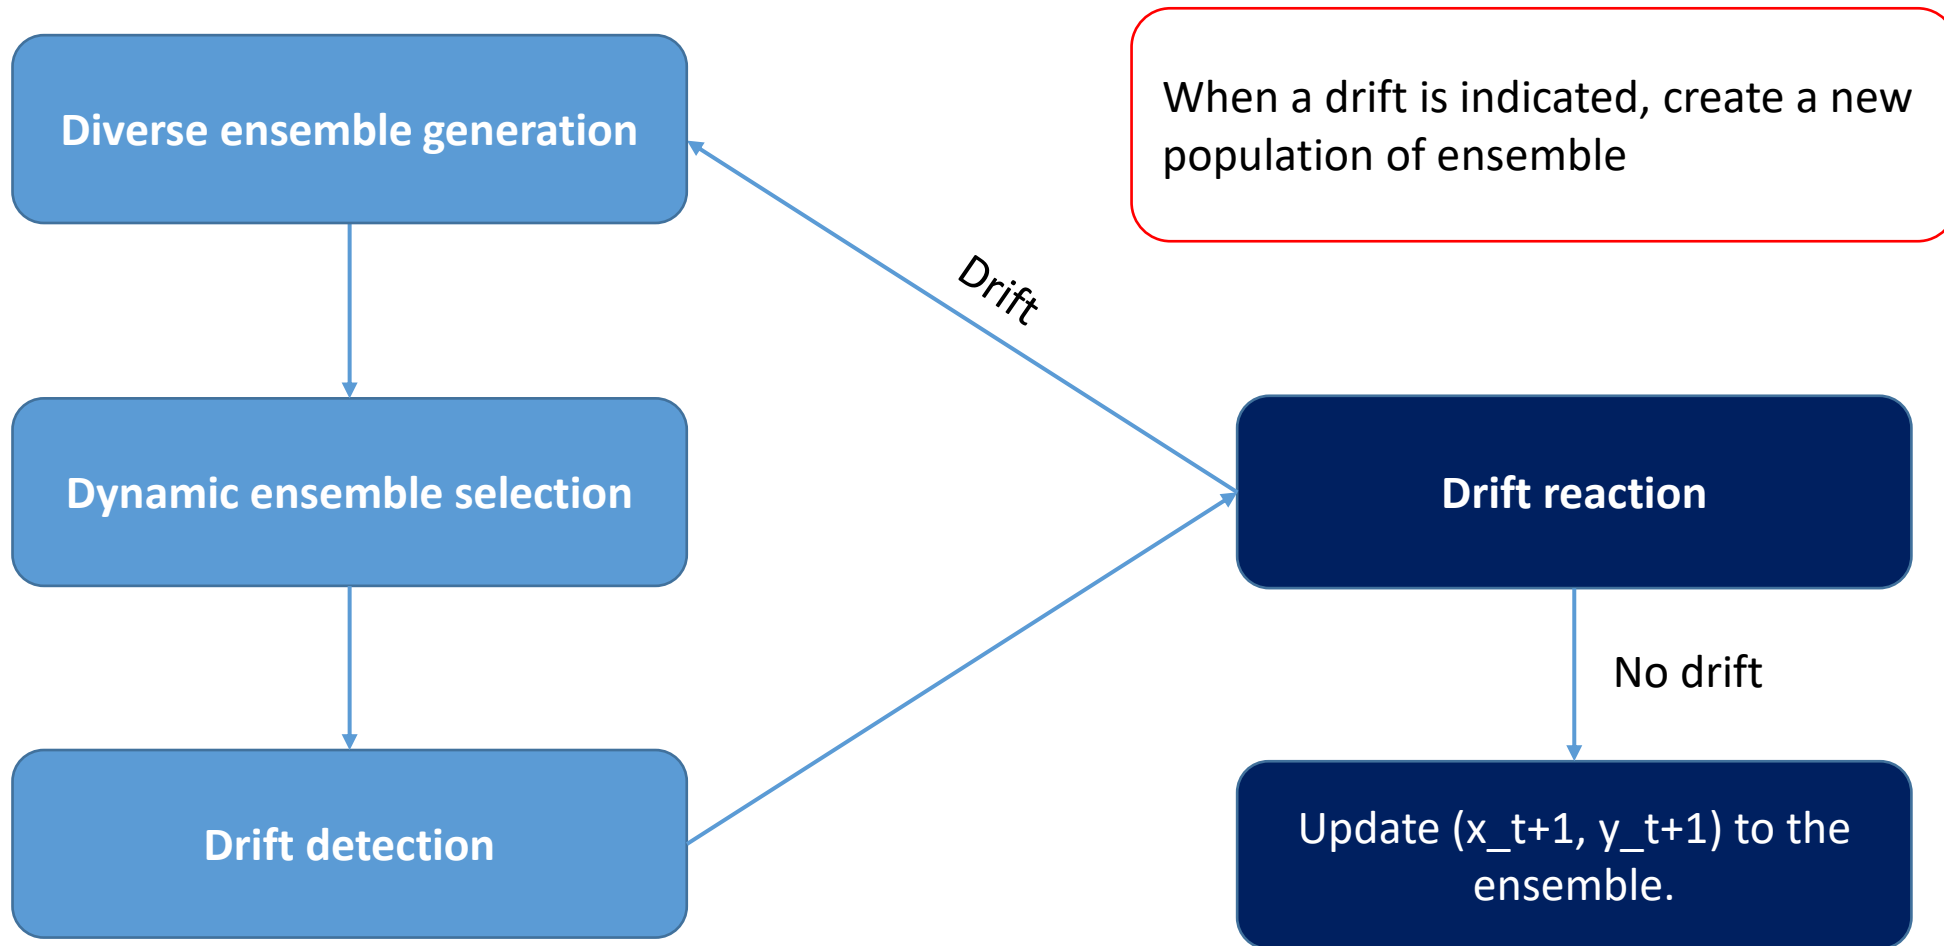 Diverse ensemble generation
When a drift is indicated, create a new
population of ensemble
Drift
Dynamic ensemble selection
Drift reaction
No drift
Drift detection
Update (x_t+1, y_t+1) to the
ensemble.